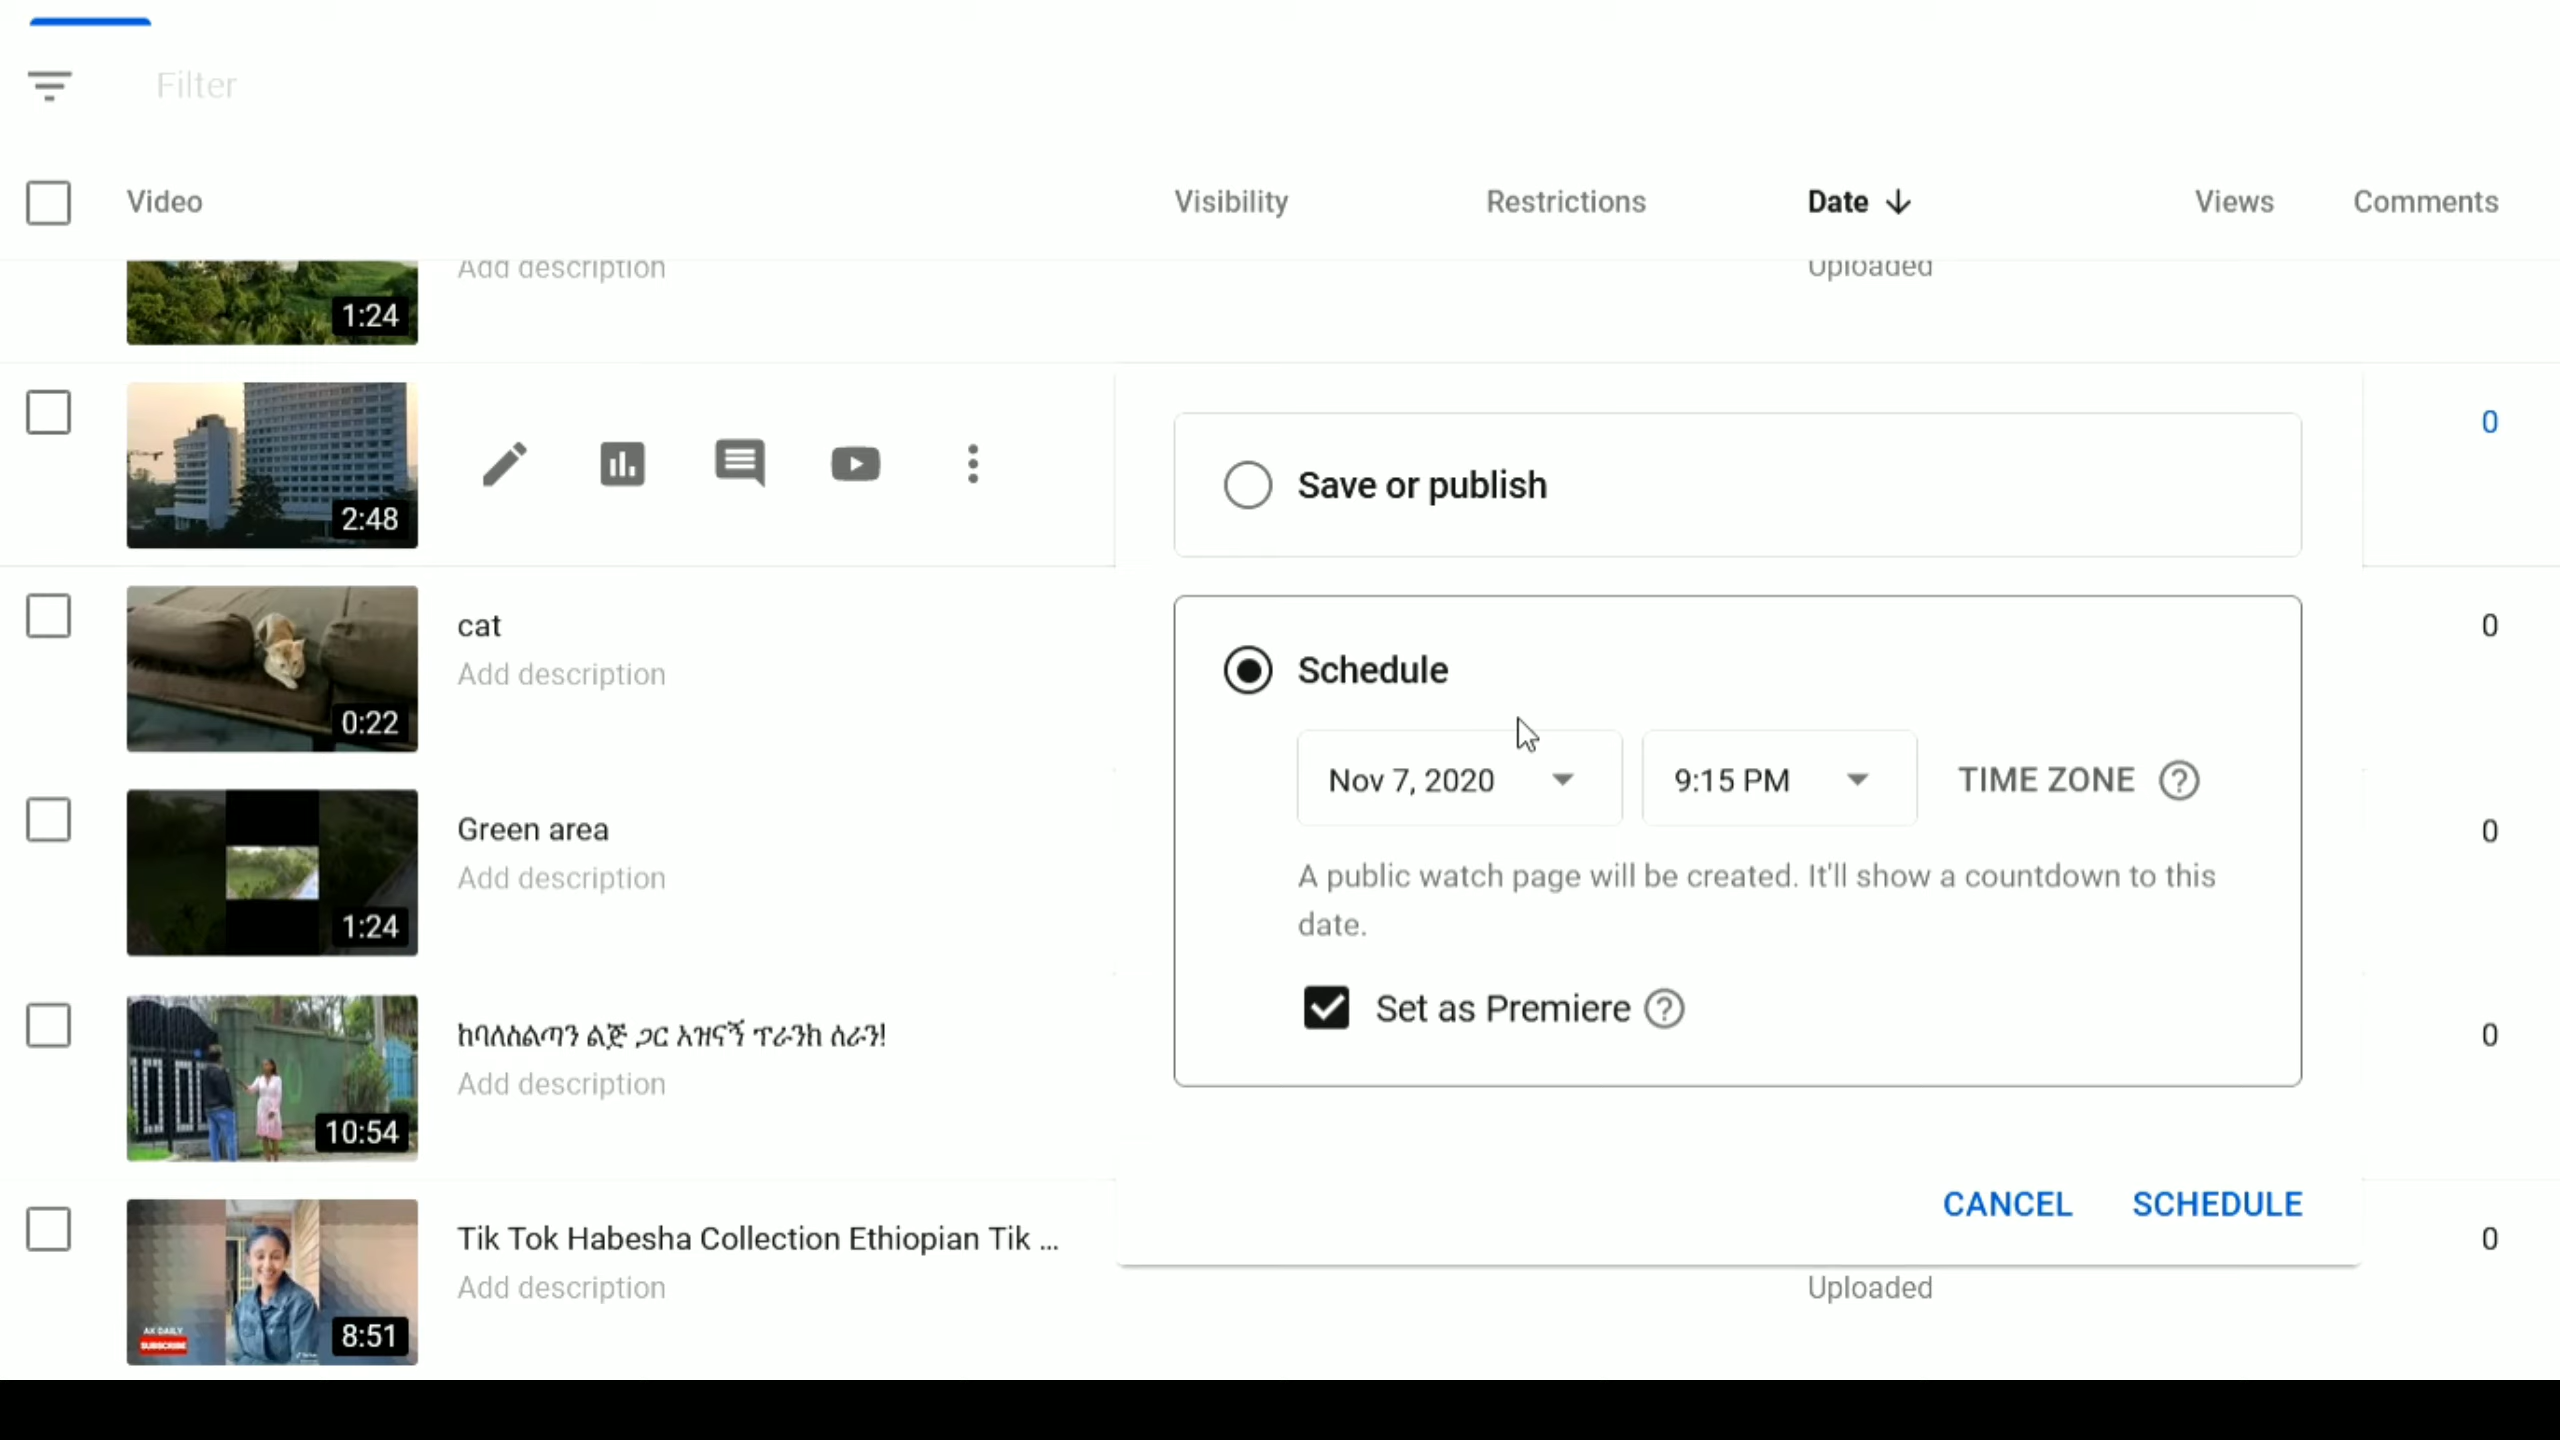 Filter
Video Visibility Restrictions Date Views Comments
Add description Uploaded
1:24
0
Save or publish
2:48
cat 0
Add description
Schedule
0:22
Nov 7, 2020 9:15 PM TIME ZONE
Green area 0
Add description
A public watch page will be created. It'll show a countdown to this
date.
1:24
Set as Premiere
ከባለስልጣን ልጅ ጋር አዝናኝ ፕራንክ ሰራን! 0
Add description
10:54
CANCEL SCHEDULE
Tik Tok Habesha Collection Ethiopian Tik ... 0
Add description Uploaded
AK DAILY
SUBSCRIBE
8:51